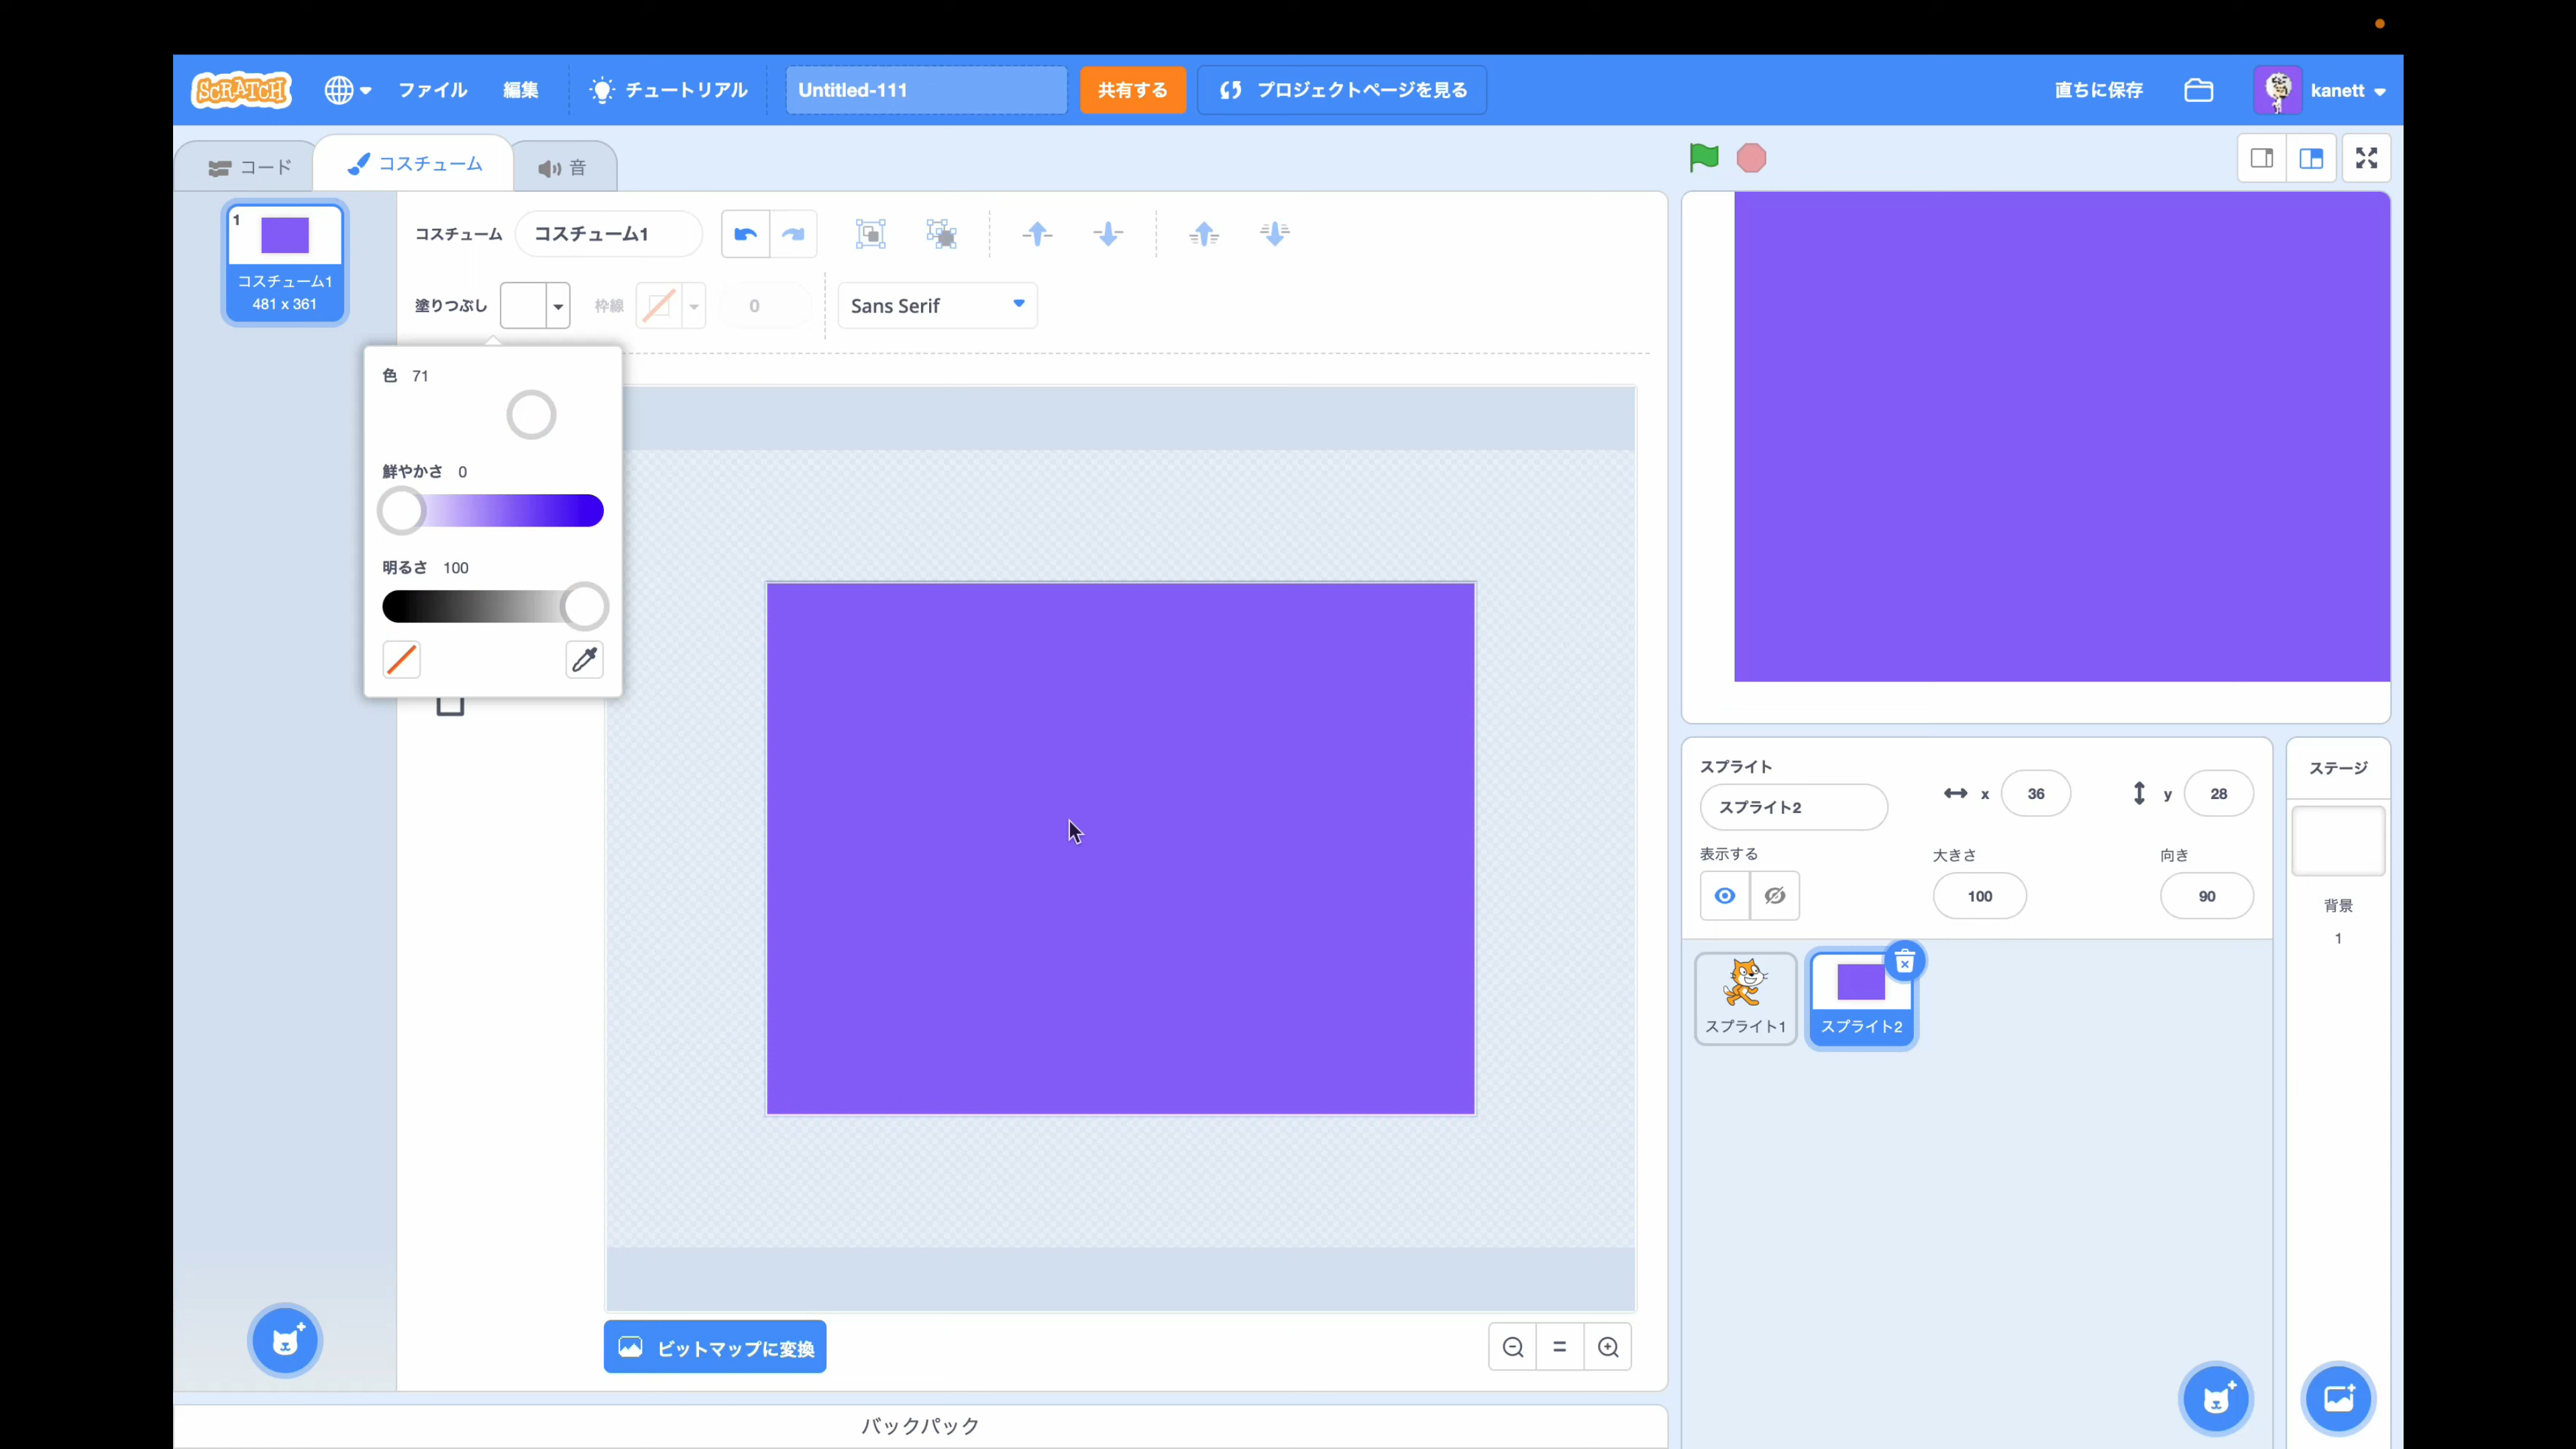 SCRATCH
ファイル
編集
チュートリアル
Untitled-111
共有する
プロジェクトページを見る
直ちに保存
kanett
コード
コスチューム
音
1
コスチューム1
481 x 361
コスチューム
コスチューム1
塗りつぶし
枠線
0
Sans Serif
色 71
鮮やかさ 0
明るさ 100
ビットマップに変換
バックパック
スプライト
スプライト2
x 36
y 28
表示する
大きさ
100
向き
90
スプライト1
スプライト2
ステージ
背景
1